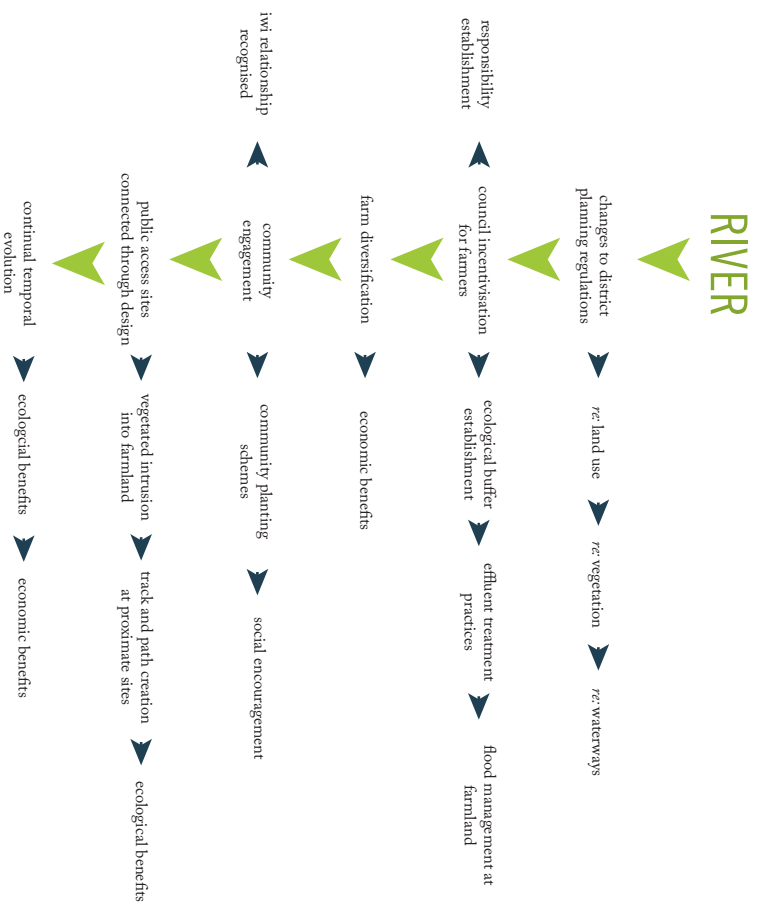 RIVER
changes to district
planning regulations
re: land use
re: vegetation
re: waterways
responsibility
establishment
council incentivisation
for farmers
ecological buffer
establishment
effluent treatment
practices
flood management at
farmland
farm diversification
economic benefits
iwi relationship
recognised
community
engagement
community planting
schemes
social encouragement
public access sites
connected through design
vegetated intrusion
into farmland
track and path creation
at proximate sites
ecological benefits
continual temporal
evolution
ecologcial benefits
economic benefits